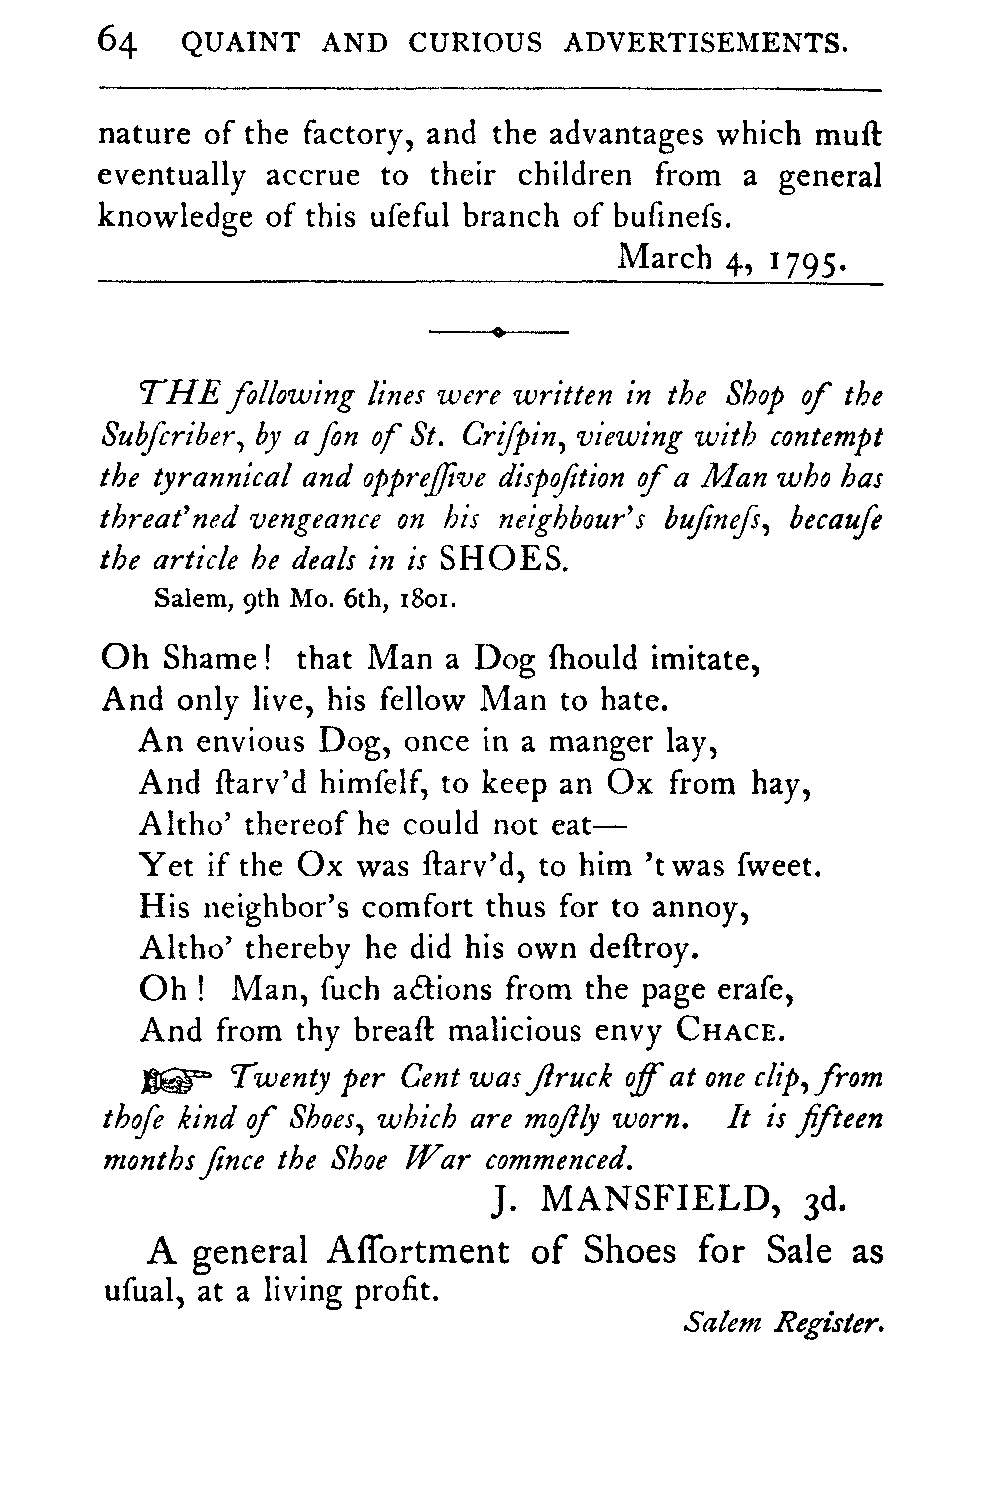 64 QUAINT AND CURIOUS ADVERTISEMENTS.
nature of the factory, and the advantages which muſt
eventually accrue to their children from a general
knowledge of this uſeful branch of buſineſs.
March 4, 1795.
THE following lines were written in the Shop of the
Subſcriber, by a ſon of St. Criſpin, viewing with contempt
the tyrannical and oppreſſive dispoſition of a Man who has
threat'ned vengeance on his neighbour's buſineſs, becauſe
the article he deals in is SHOES.
Salem, 9th Mo. 6th, 1801.
Oh Shame! that Man a Dog ſhould imitate,
And only live, his fellow Man to hate.
An envious Dog, once in a manger lay,
And ſtarv'd himſelf, to keep an Ox from hay,
Altho' thereof he could not eat—
Yet if the Ox was ſtarv'd, to him 't was ſweet.
His neighbor's comfort thus for to annoy,
Altho' thereby he did his own deſtroy.
Oh! Man, ſuch actions from the page eraſe,
And from thy breaſt malicious envy CHACE.
☞ Twenty per Cent was ſtruck off at one clip, from
thoſe kind of Shoes, which are moſtly worn. It is fifteen
months ſince the Shoe War commenced.
J. MANSFIELD, 3d.
A general Aſſortment of Shoes for Sale as
uſual, at a living profit.
Salem Register.